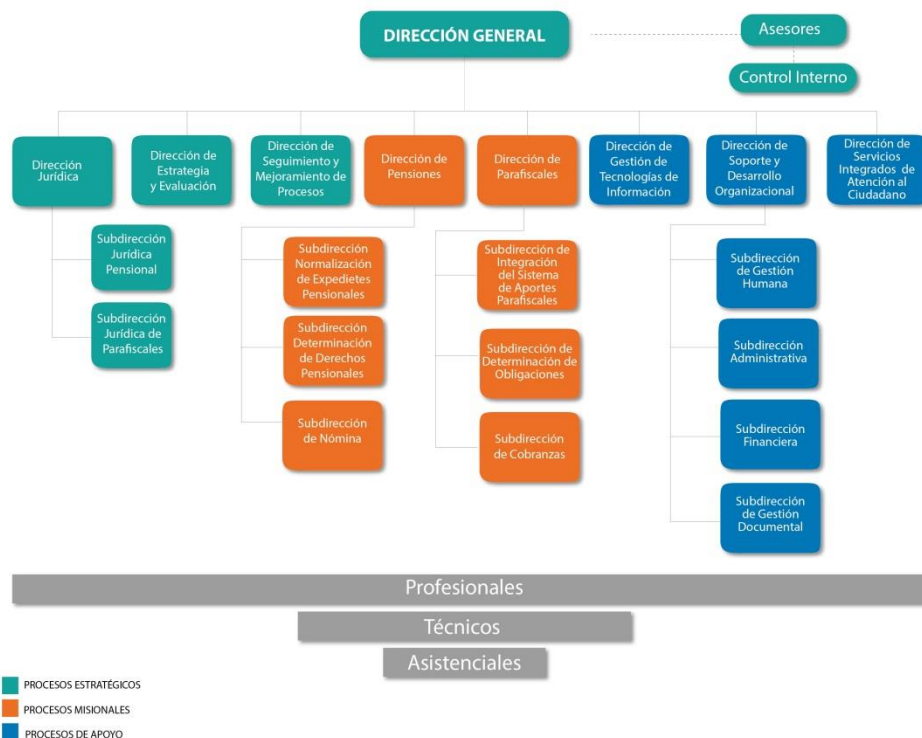 DIRECCIÓN GENERAL
Asesores
Control Interno
Dirección
Jurídica
Dirección de
Estrategia
y Evaluación
Dirección de
Seguimiento y
Mejoramiento de
Procesos
Dirección de
Pensiones
Dirección de
Parafiscales
Dirección de
Gestión de
Tecnologías de
Información
Dirección de
Soporte y
Desarrollo
Organizacional
Dirección de
Servicios
Integrados de
Atención al
Ciudadano
Subdirección
Jurídica
Pensional
Subdirección
Jurídica de
Parafiscales
Subdirección
Normalización
de Expedietes
Pensionales
Subdirección
Determinación
de Derechos
Pensionales
Subdirección
de Nómina
Subdirección de
Integración
del Sistema
de Aportes
Parafiscales
Subdirección de
Determinación de
Obligaciones
Subdirección
de Cobranzas
Subdirección
de Gestión
Humana
Subdirección
Administrativa
Subdirección
Financiera
Subdirección
de Gestión
Documental
Profesionales
Técnicos
Asistenciales
PROCESOS ESTRATÉGICOS
PROCESOS MISIONALES
PROCESOS DE APOYO